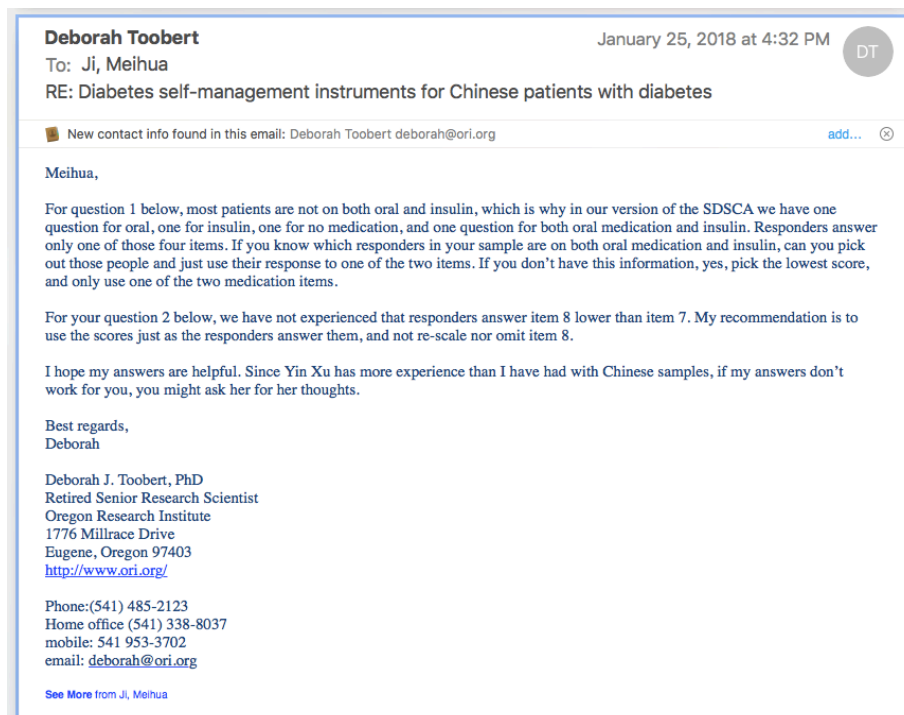 Deborah Toobert
January 25, 2018 at 4:32 PM
DT
To: Ji, Meihua
RE: Diabetes self-management instruments for Chinese patients with diabetes
New contact info found in this email: Deborah Toobert deborah@ori.org
add...
Meihua,
For question 1 below, most patients are not on both oral and insulin, which is why in our version of the SDSCA we have one
question for oral, one for insulin, one for no medication, and one question for both oral medication and insulin. Responders answer
only one of those four items. If you know which responders in your sample are on both oral medication and insulin, can you pick
out those people and just use their response to one of the two items. If you don't have this information, yes, pick the lowest score,
and only use one of the two medication items.
For your question 2 below, we have not experienced that responders answer item 8 lower than item 7. My recommendation is to
use the scores just as the responders answer them, and not re-scale nor omit item 8.
I hope my answers are helpful. Since Yin Xu has more experience than I have had with Chinese samples, if my answers don't
work for you, you might ask her for her thoughts.
Best regards,
Deborah
Deborah J. Toobert, PhD
Retired Senior Research Scientist
Oregon Research Institute
1776 Millrace Drive
Eugene, Oregon 97403
http://www.ori.org/
Phone:(541) 485-2123
Home office (541) 338-8037
mobile: 541 953-3702
email: deborah@ori.org
See More from Ji, Meihua